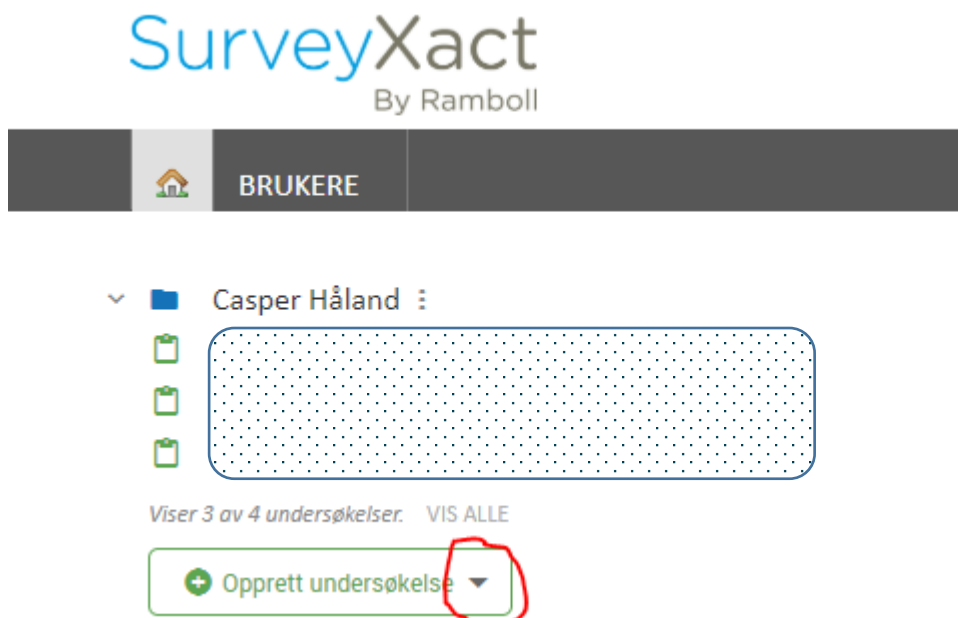 SurveyXact
By Ramboll
BRUKERE
Casper Håland
Viser 3 av 4 undersøkelser. VIS ALLE
Opprett undersøkelse